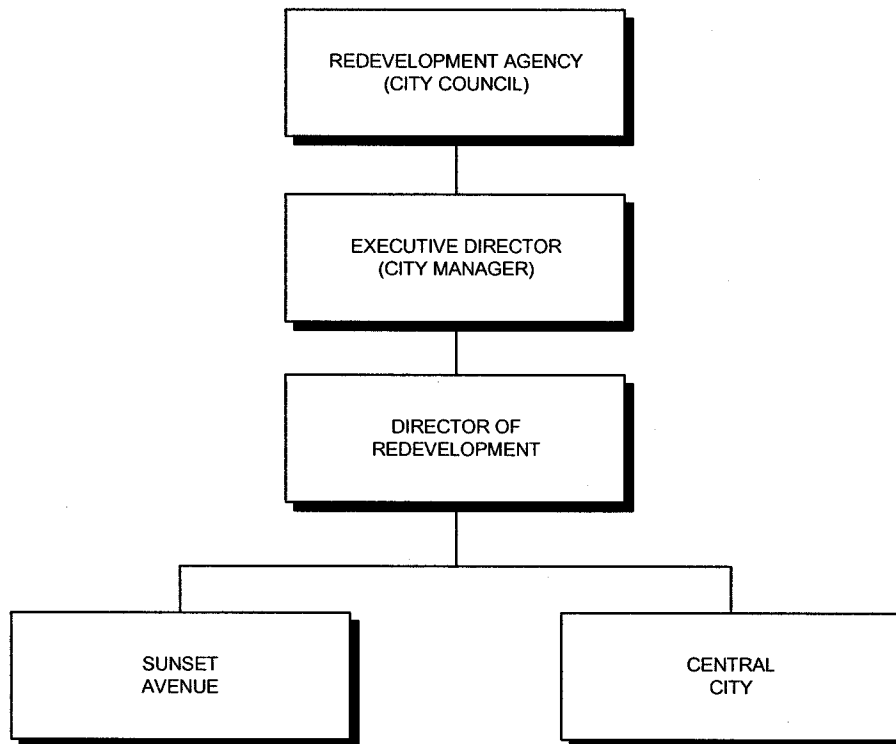 REDEVELOPMENT AGENCY
(CITY COUNCIL)
EXECUTIVE DIRECTOR
(CITY MANAGER)
DIRECTOR OF
REDEVELOPMENT
SUNSET
AVENUE
CENTRAL
CITY